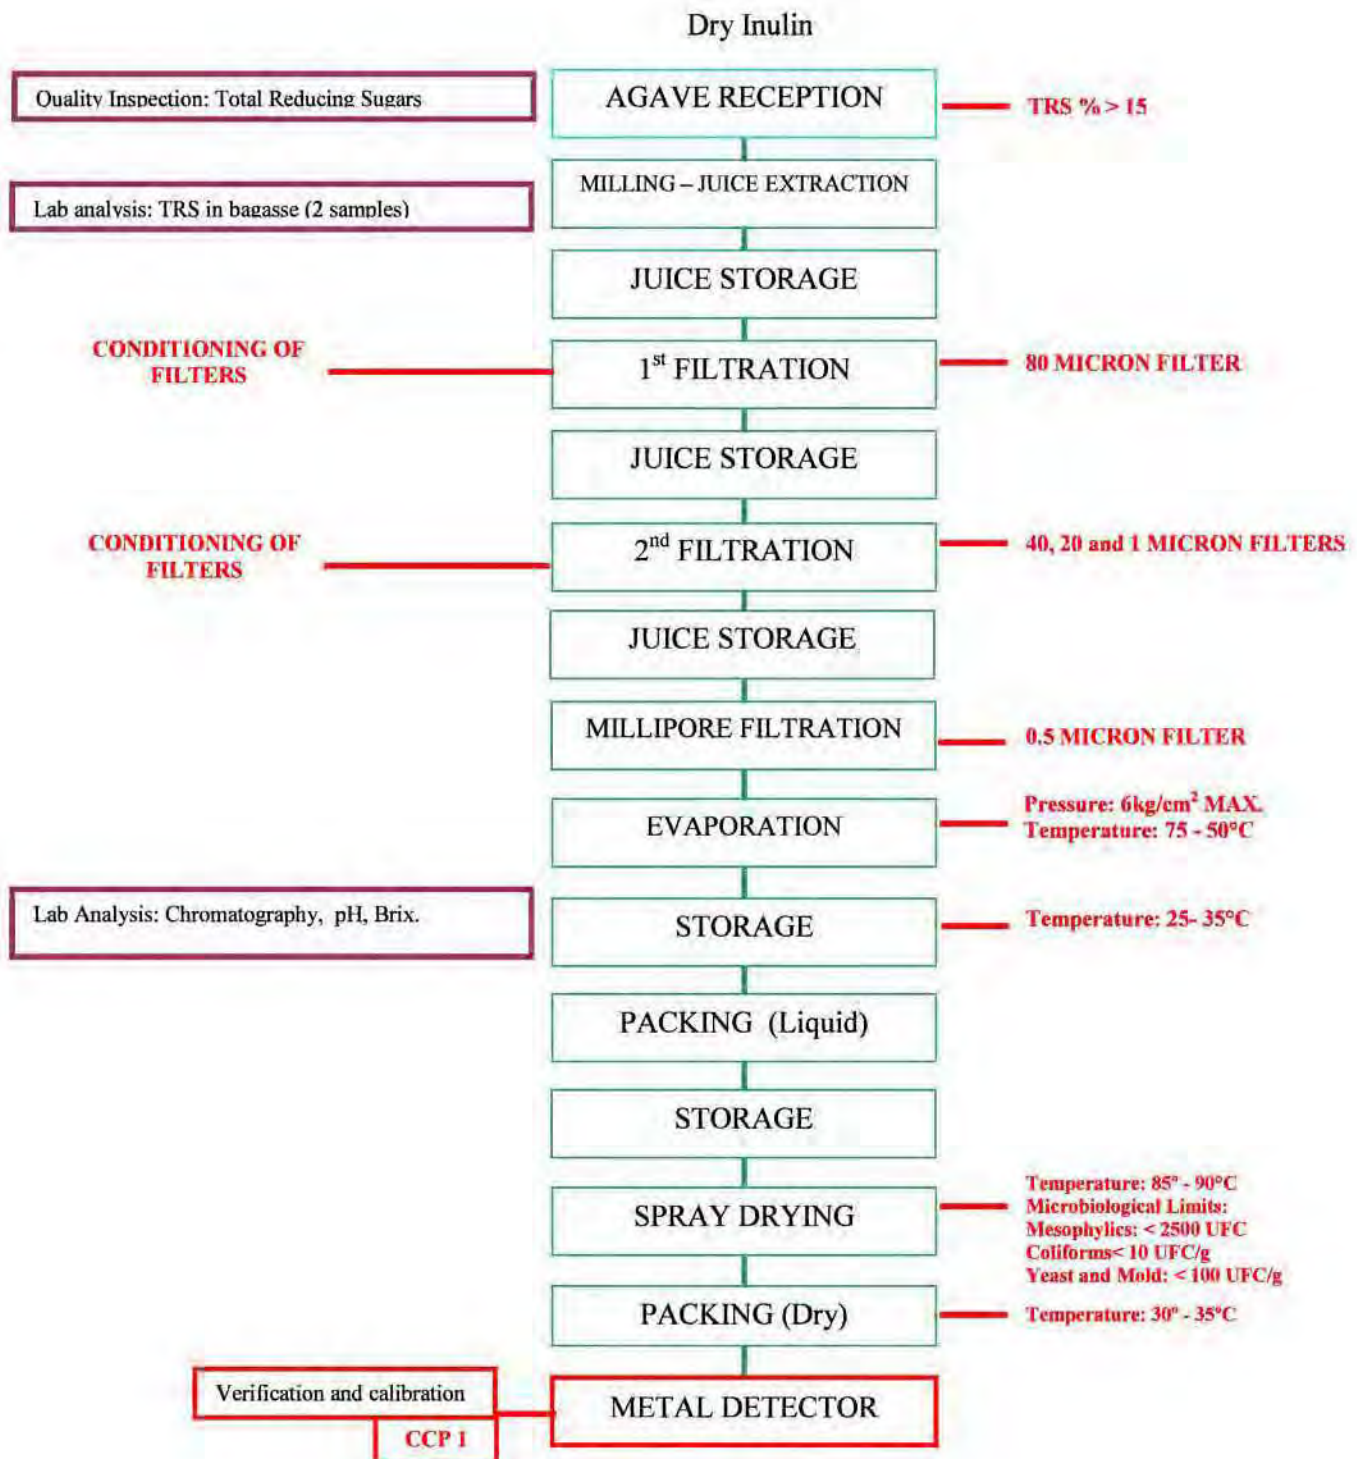 Dry Inulin
Quality Inspection: Total Reducing Sugars
AGAVE RECEPTION
TRS % > 15
MILLING – JUICE EXTRACTION
Lab analysis: TRS in bagasse (2 samples)
JUICE STORAGE
CONDITIONING OF
FILTERS
1st FILTRATION
80 MICRON FILTER
JUICE STORAGE
CONDITIONING OF
FILTERS
2nd FILTRATION
40, 20 and 1 MICRON FILTERS
JUICE STORAGE
MILLIPORE FILTRATION
0.5 MICRON FILTER
EVAPORATION
Pressure: 6kg/cm² MAX.
Temperature: 75 - 50°C
Lab Analysis: Chromatography, pH, Brix.
STORAGE
Temperature: 25- 35°C
PACKING (Liquid)
STORAGE
SPRAY DRYING
Temperature: 85º - 90°C
Microbiological Limits:
Mesophylics: < 2500 UFC
Coliforms< 10 UFC/g
Yeast and Mold: < 100 UFC/g
PACKING (Dry)
Temperature: 30º - 35ºC
Verification and calibration
CCP 1
METAL DETECTOR